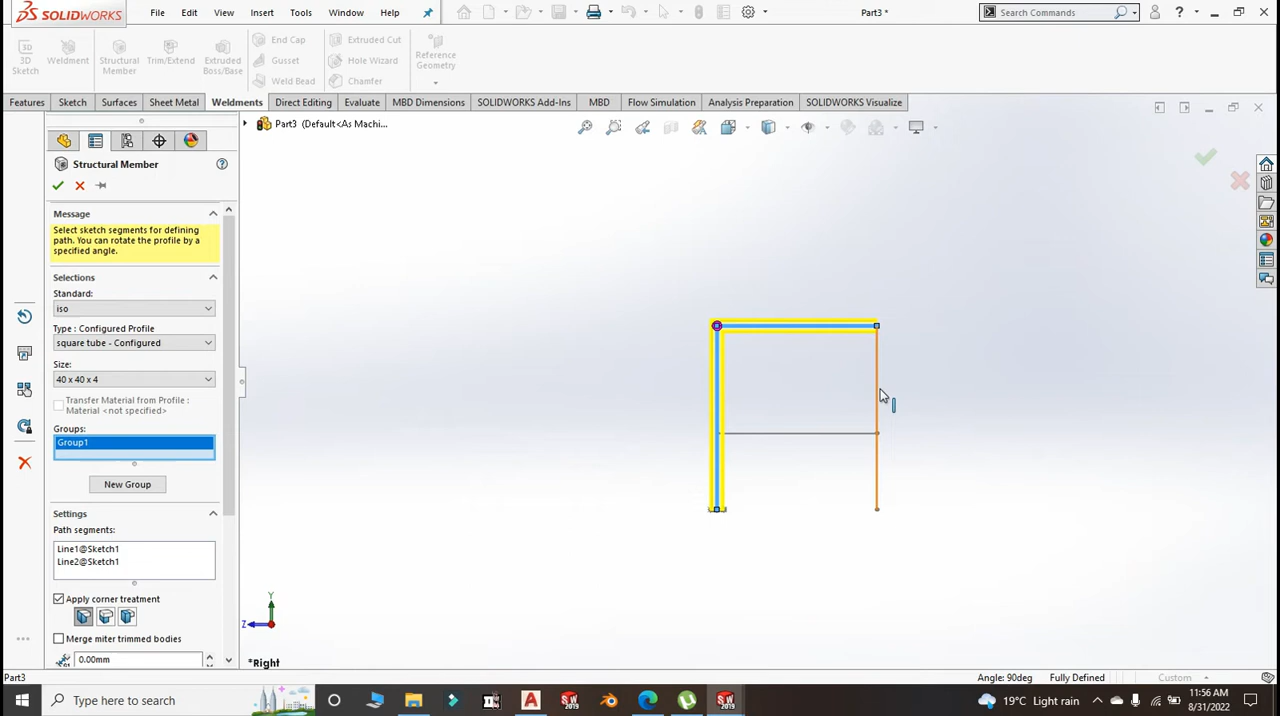 SOLIDWORKS
File Edit View Insert Tools Window Help
Part3 *
Search Commands
3D Sketch
Weldment
Structural Member
Trim/Extend
Extruded Boss/Base
End Cap
Gusset
Weld Bead
Extruded Cut
Hole Wizard
Chamfer
Reference Geometry
Features Sketch Surfaces Sheet Metal Weldments Direct Editing Evaluate MBD Dimensions SOLIDWORKS Add-Ins MBD Flow Simulation Analysis Preparation SOLIDWORKS Visualize
Part3 (Default<As Machi...
Structural Member
Message
Select sketch segments for defining
path. You can rotate the profile by a
specified angle.
Selections
Standard:
iso
Type : Configured Profile
square tube - Configured
Size:
40 x 40 x 4
Transfer Material from Profile :
Material <not specified>
Groups:
Group1
New Group
Settings
Path segments:
Line1@Sketch1
Line2@Sketch1
Apply corner treatment
Merge miter trimmed bodies
0.00mm
Y
Z
*Right
Part3
Angle: 90deg
Fully Defined
Custom
Type here to search
SW 2019
SW 2019
19°C Light rain
11:56 AM
8/31/2022